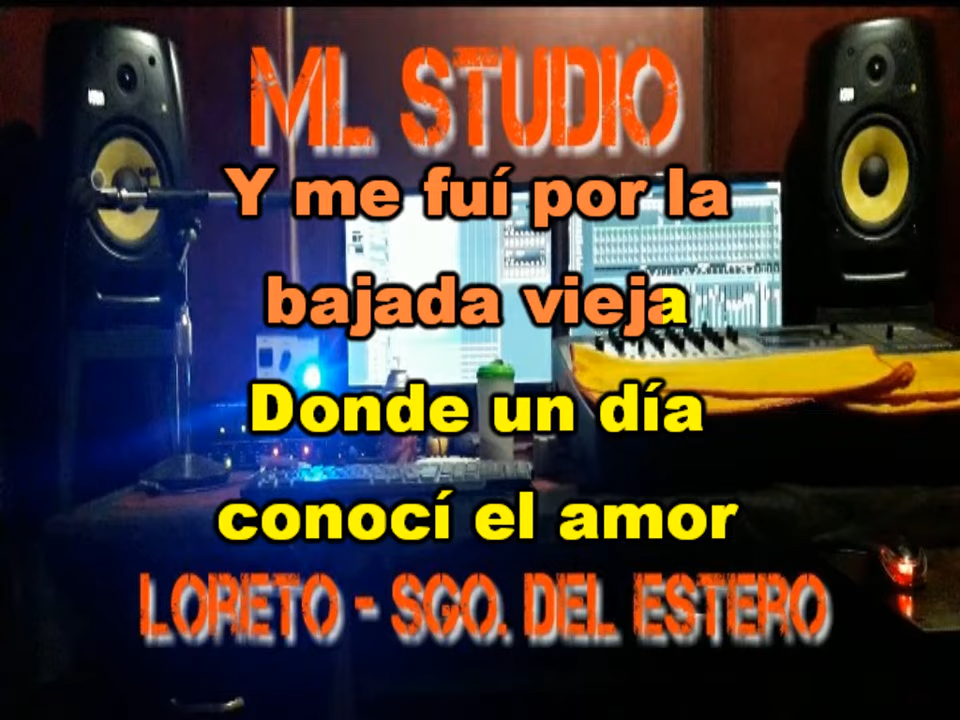 ML STUDIO
Y me fuí por la
bajada vieja
Donde un día
conocí el amor
LORETO - SGO. DEL ESTERO